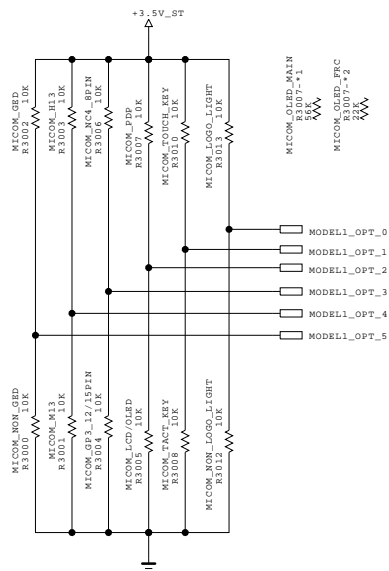 +3.5V_ST
MICOM_GED
R3002 10K
MICOM_H13
R3003 10K
MICOM_NC4_8PIN
R3006 10K
MICOM_PDP
R3007 10K
MICOM_TOUCH_KEY
R3010 10K
MICOM_LOGO_LIGHT
R3013 10K
MICOM_OLED_MAIN
R3007-*1
56K
MICOM_OLED_FRC
R3007-*2
22K
MODEL1_OPT_0
MODEL1_OPT_1
MODEL1_OPT_2
MODEL1_OPT_3
MODEL1_OPT_4
MODEL1_OPT_5
MICOM_NON_GED
R3000 10K
MICOM_M13
R3001 10K
MICOM_GP3_12/15PIN
R3004 10K
MICOM_LCD/OLED
R3005 10K
MICOM_TACT_KEY
R3008 10K
MICOM_NON_LOGO_LIGHT
R3012 10K